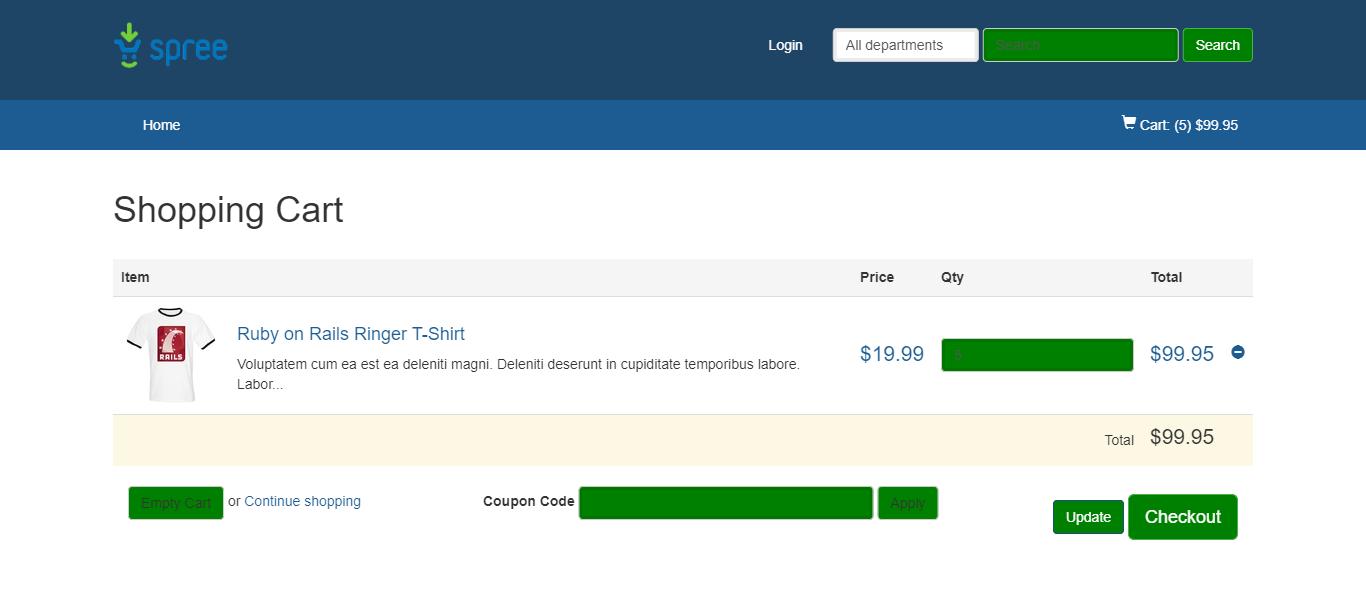 spree
Login
All departments
Search
Search
Home
Cart: (5) $99.95
Shopping Cart
Item Price Qty Total
RAILS
Ruby on Rails Ringer T-Shirt
Voluptatem cum ea est ea deleniti magni. Deleniti deserunt in cupiditate temporibus labore.
Labor...
$19.99 5 $99.95
Total $99.95
Empty Cart or Continue shopping
Coupon Code Apply
Update Checkout